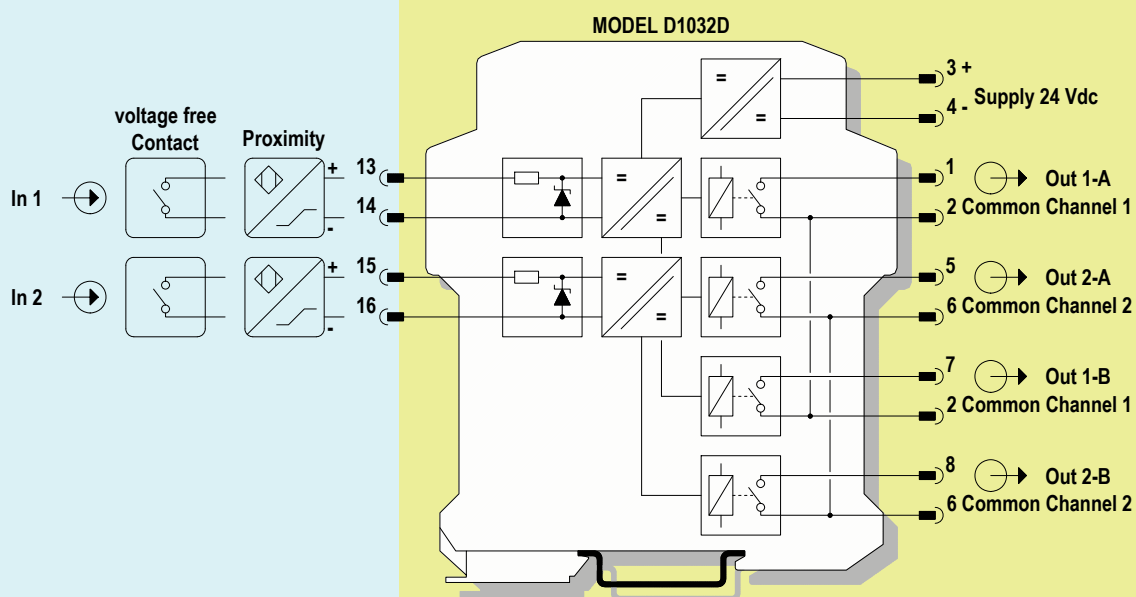 MODEL D1032D
3 +
4 -
Supply 24 Vdc
voltage free
Contact
Proximity
In 1
+
-
13
14
=
=
=
=
1
Out 1-A
2 Common Channel 1
In 2
+
-
15
16
=
=
5
Out 2-A
6 Common Channel 2
7
Out 1-B
2 Common Channel 1
8
Out 2-B
6 Common Channel 2